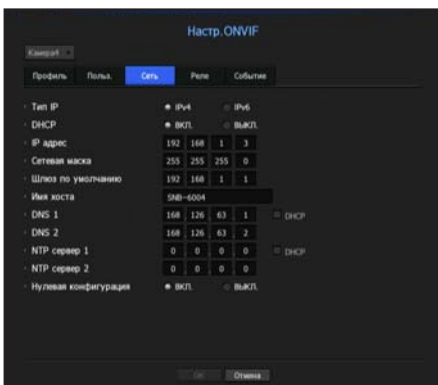 Настр.ONVIF
Камера4
Профиль Польз. Сеть Реле Событие
Тип IP IPv4 IPv6
DHCP ВКЛ. ВЫКЛ.
IP адрес 192 168 1 3
Сетевая маска 255 255 255 0
Шлюз по умолчанию 192 168 1 1
Имя хоста SNB-6004
DNS 1 168 126 63 1 DHCP
DNS 2 168 126 63 2
NTP сервер 1 0 0 0 0 DHCP
NTP сервер 2 0 0 0 0
Нулевая конфигурация ВКЛ. ВЫКЛ.
OK Отмена